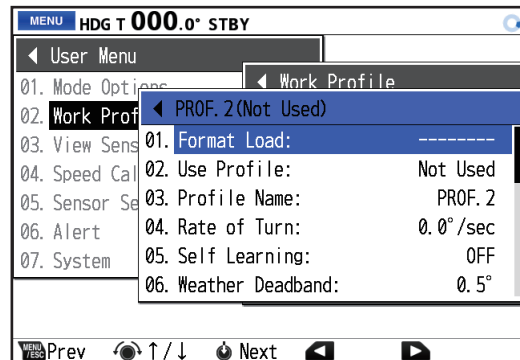 MENU HDG T 000.0° STBY
User Menu
01. Mode Options
02. Work Prof
03. View Sens
04. Speed Cal
05. Sensor Se
06. Alert
07. System
Work Profile
PROF. 2(Not Used)
01. Format Load: --------
02. Use Profile: Not Used
03. Profile Name: PROF. 2
04. Rate of Turn: 0.0°/sec
05. Self Learning: OFF
06. Weather Deadband: 0.5°
MENU/ESC Prev ↑/↓ Next